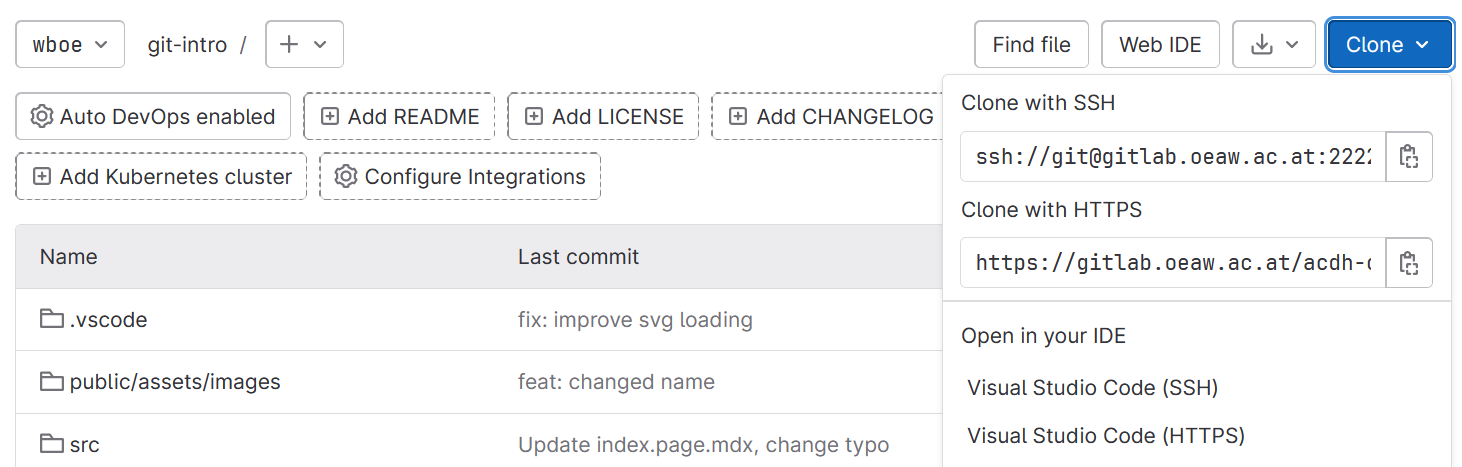 wboe git-intro / Find file Web IDE Clone
Auto DevOps enabled Add README Add LICENSE Add CHANGELOG
Add Kubernetes cluster Configure Integrations
Name Last commit
.vscode fix: improve svg loading
public/assets/images feat: changed name
src Update index.page.mdx, change typo
Clone with SSH
ssh://git@gitlab.oeaw.ac.at:2222
Clone with HTTPS
https://gitlab.oeaw.ac.at/acdh-c
Open in your IDE
Visual Studio Code (SSH)
Visual Studio Code (HTTPS)